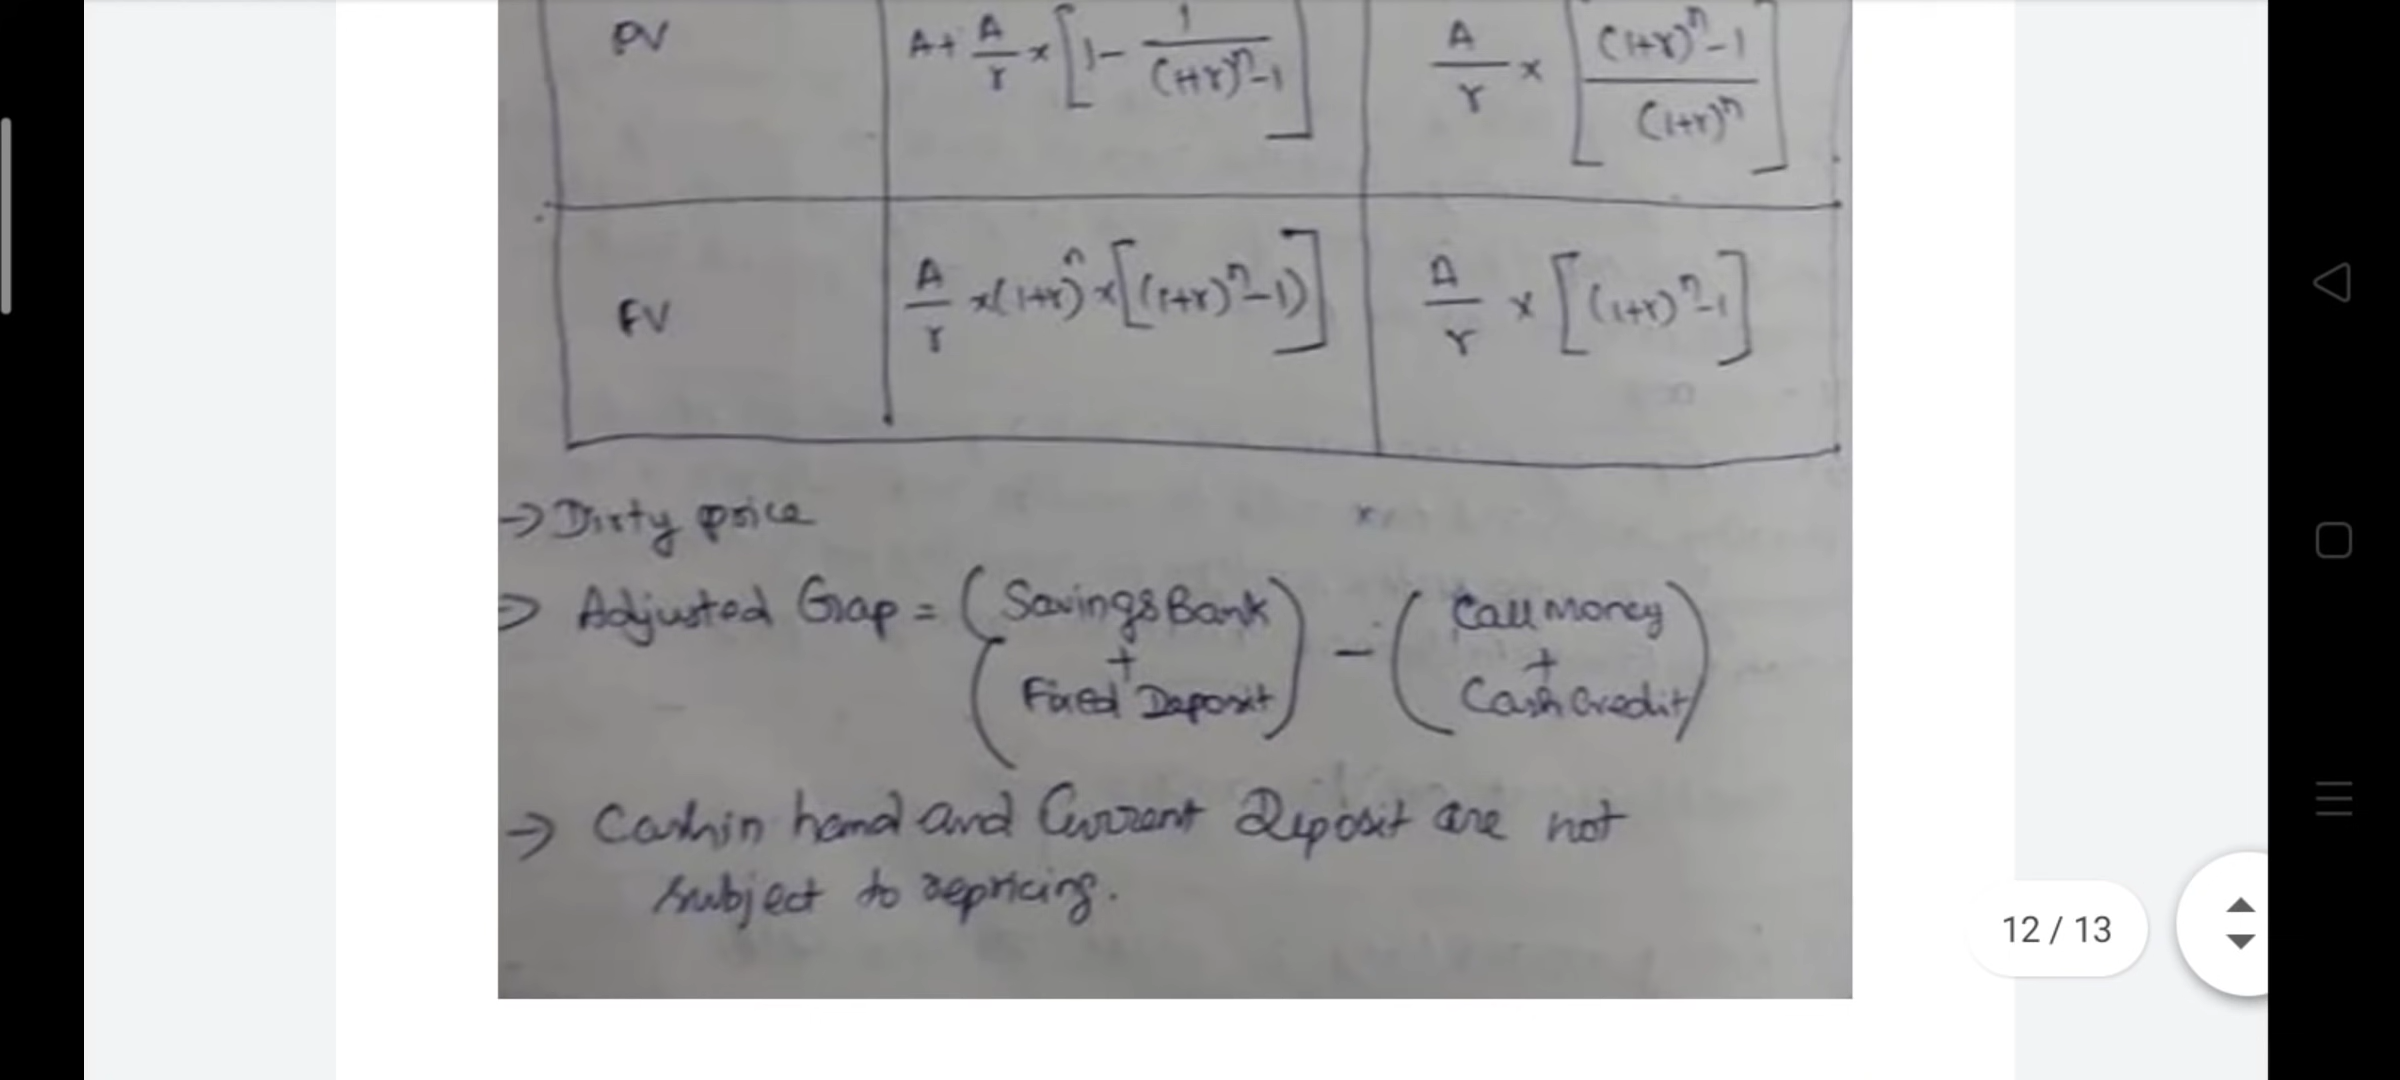 PV A+ A/r × [1- 1/(1+r)^n-1] A/r × [(1+r)^n-1/(1+r)^n]
FV A/r ×(1+r)^n × [(1+r)^n-1)] A/r × [(1+r)^n-1]
→ Dirty price
→ Adjusted Gap = (Savings Bank + Fixed Deposit) - (Call Money + Cash Credit)
→ Cash in hand and Current Deposit are not
subject to repricing.
12 / 13